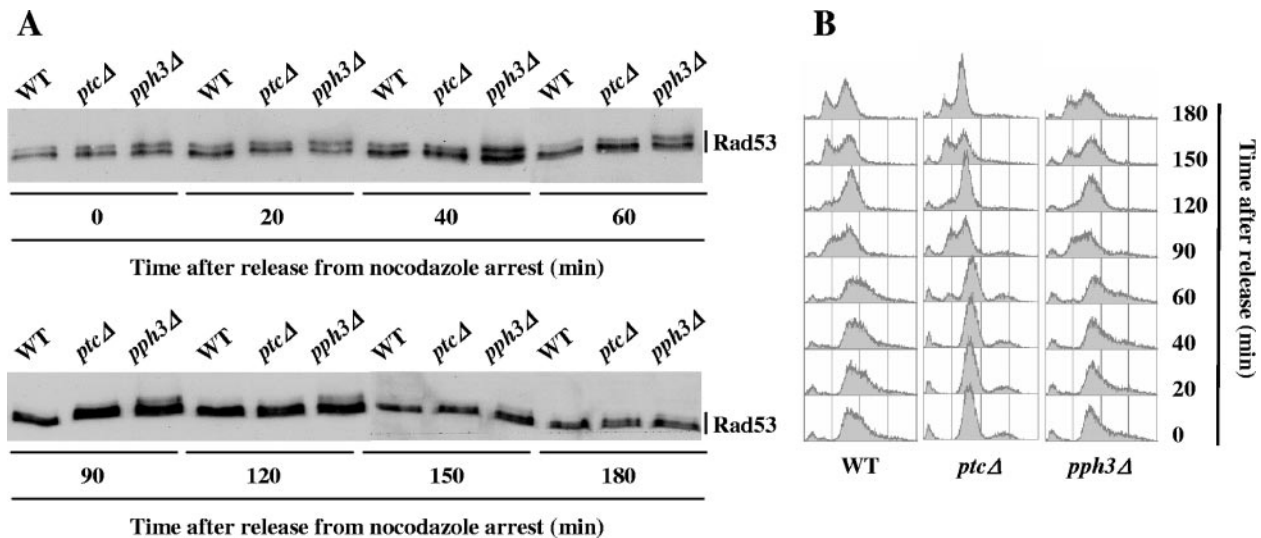 A
WT ptcΔ pph3Δ WT ptcΔ pph3Δ WT ptcΔ pph3Δ WT ptcΔ pph3Δ
Rad53
0 20 40 60
Time after release from nocodazole arrest (min)
WT ptcΔ pph3Δ WT ptcΔ pph3Δ WT ptcΔ pph3Δ WT ptcΔ pph3Δ
Rad53
90 120 150 180
Time after release from nocodazole arrest (min)
B
180
150
120
90
60
40
20
0
Time after release (min)
WT ptcΔ pph3Δ